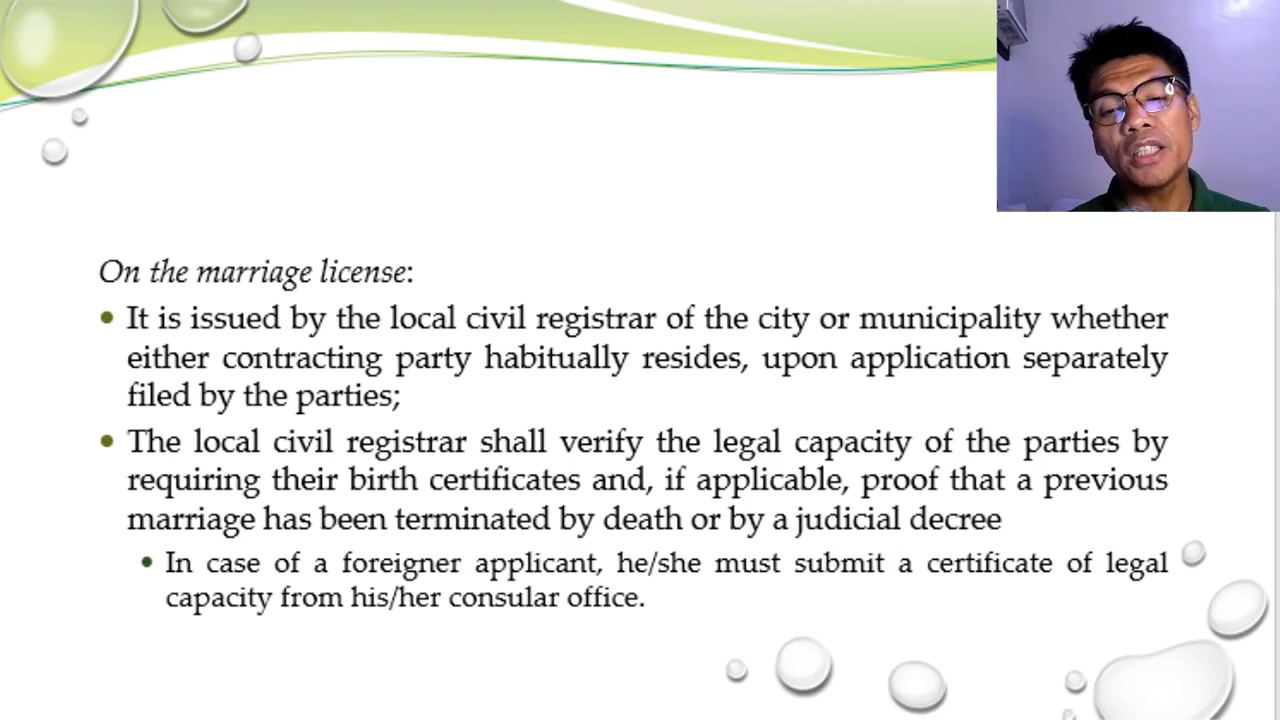 On the marriage license:
• It is issued by the local civil registrar of the city or municipality whether
either contracting party habitually resides, upon application separately
filed by the parties;
• The local civil registrar shall verify the legal capacity of the parties by
requiring their birth certificates and, if applicable, proof that a previous
marriage has been terminated by death or by a judicial decree
• In case of a foreigner applicant, he/she must submit a certificate of legal
capacity from his/her consular office.